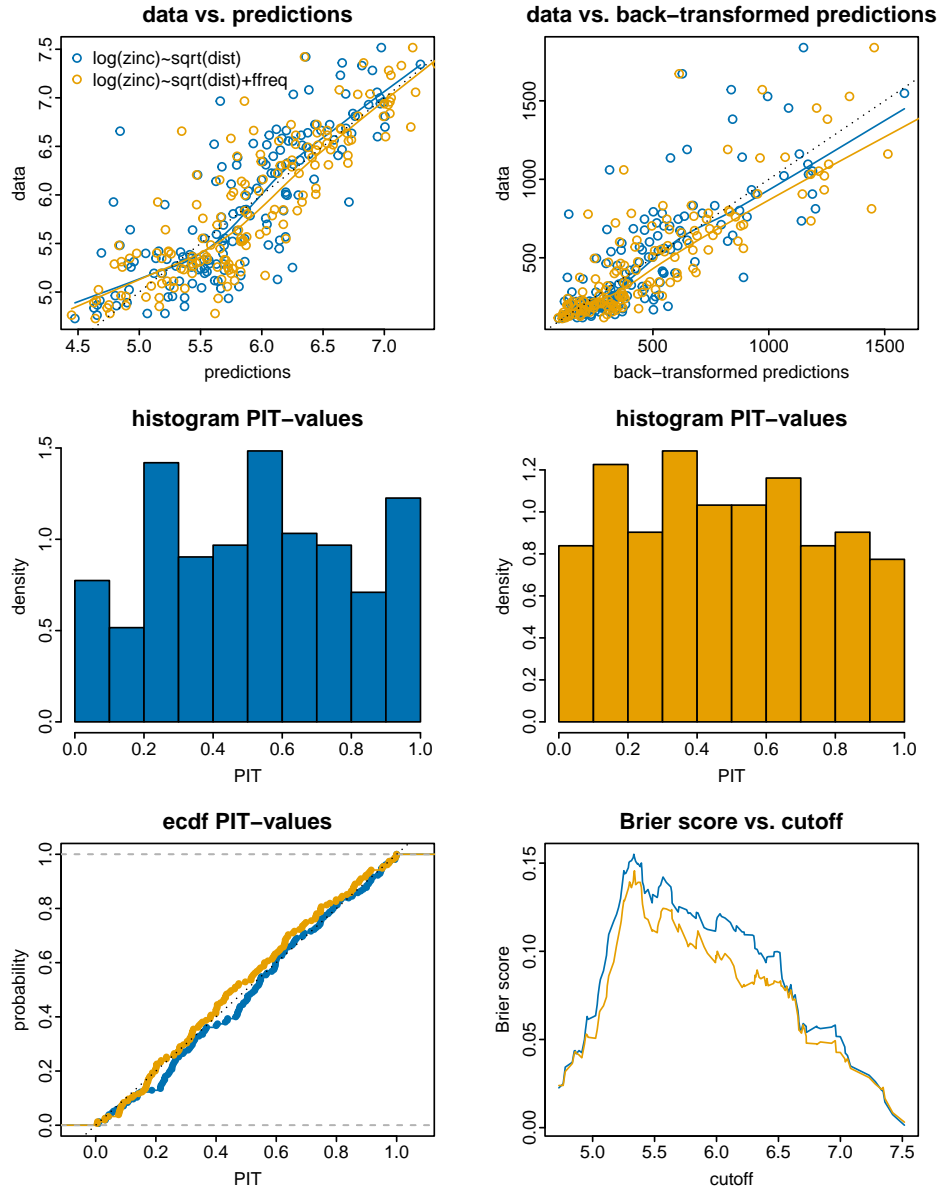 data vs. predictions
data
5.0 5.5 6.0 6.5 7.0 7.5
log(zinc)~sqrt(dist)
log(zinc)~sqrt(dist)+ffreq
4.5 5.0 5.5 6.0 6.5 7.0
predictions
data vs. back−transformed predictions
data
500 1000 1500
500 1000 1500
back−transformed predictions
histogram PIT−values
density
0.0 0.5 1.0 1.5
0.0 0.2 0.4 0.6 0.8 1.0
PIT
histogram PIT−values
density
0.0 0.2 0.4 0.6 0.8 1.0 1.2
0.0 0.2 0.4 0.6 0.8 1.0
PIT
ecdf PIT−values
probability
0.0 0.2 0.4 0.6 0.8 1.0
0.0 0.2 0.4 0.6 0.8 1.0
PIT
Brier score vs. cutoff
Brier score
0.00 0.05 0.10 0.15
5.0 5.5 6.0 6.5 7.0 7.5
cutoff